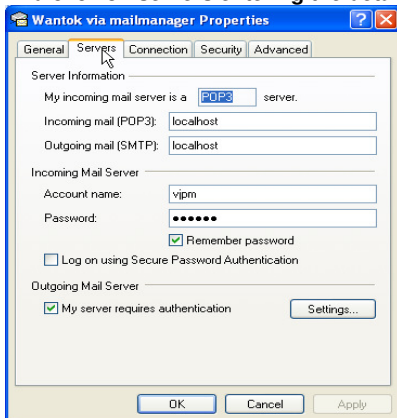 Wantok via mailmanager Properties
General Servers Connection Security Advanced
Server Information
My incoming mail server is a POP3 server.
Incoming mail (POP3): localhost
Outgoing mail (SMTP): localhost
Incoming Mail Server
Account name: vjpm
Password: ●●●●●●
Remember password
Log on using Secure Password Authentication
Outgoing Mail Server
My server requires authentication Settings...
OK Cancel Apply